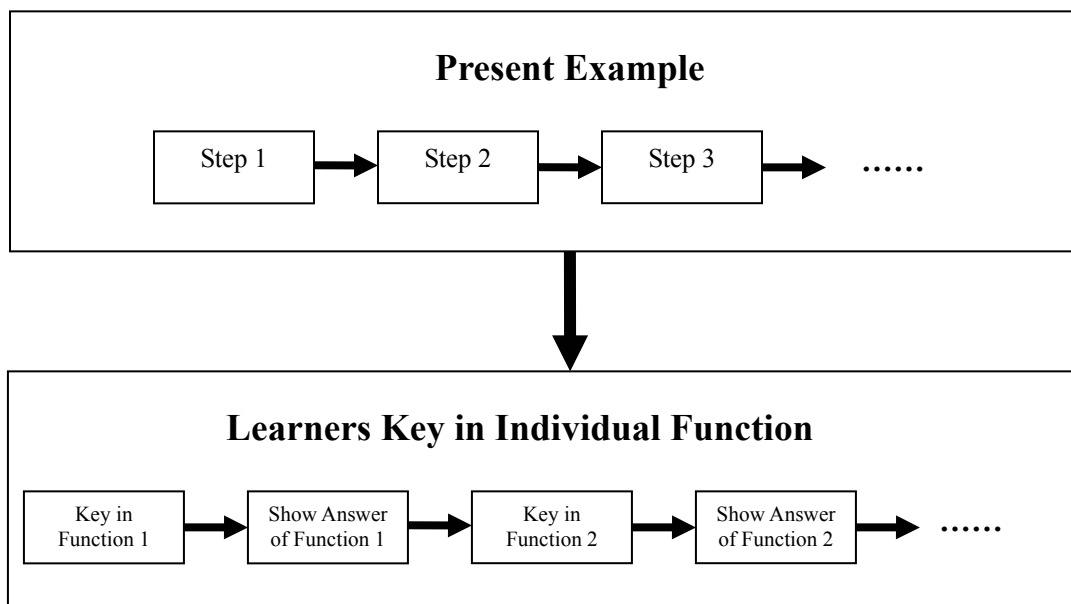 Present Example
Step 1
Step 2
Step 3
......
Learners Key in Individual Function
Key in
Function 1
Show Answer
of Function 1
Key in
Function 2
Show Answer
of Function 2
......